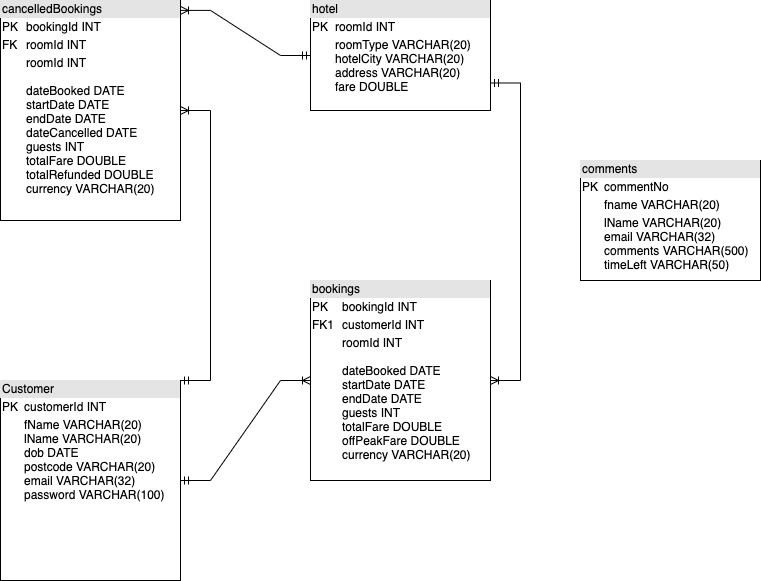 cancelledBookings
PK bookingId INT
FK roomId INT
roomId INT
dateBooked DATE
startDate DATE
endDate DATE
dateCancelled DATE
guests INT
totalFare DOUBLE
totalRefunded DOUBLE
currency VARCHAR(20)
hotel
PK roomId INT
roomType VARCHAR(20)
hotelCity VARCHAR(20)
address VARCHAR(20)
fare DOUBLE
comments
PK commentNo
fname VARCHAR(20)
lName VARCHAR(20)
email VARCHAR(32)
comments VARCHAR(500)
timeLeft VARCHAR(50)
bookings
PK bookingId INT
FK1 customerId INT
roomId INT
dateBooked DATE
startDate DATE
endDate DATE
guests INT
totalFare DOUBLE
offPeakFare DOUBLE
currency VARCHAR(20)
Customer
PK customerId INT
fName VARCHAR(20)
lName VARCHAR(20)
dob DATE
postcode VARCHAR(20)
email VARCHAR(32)
password VARCHAR(100)